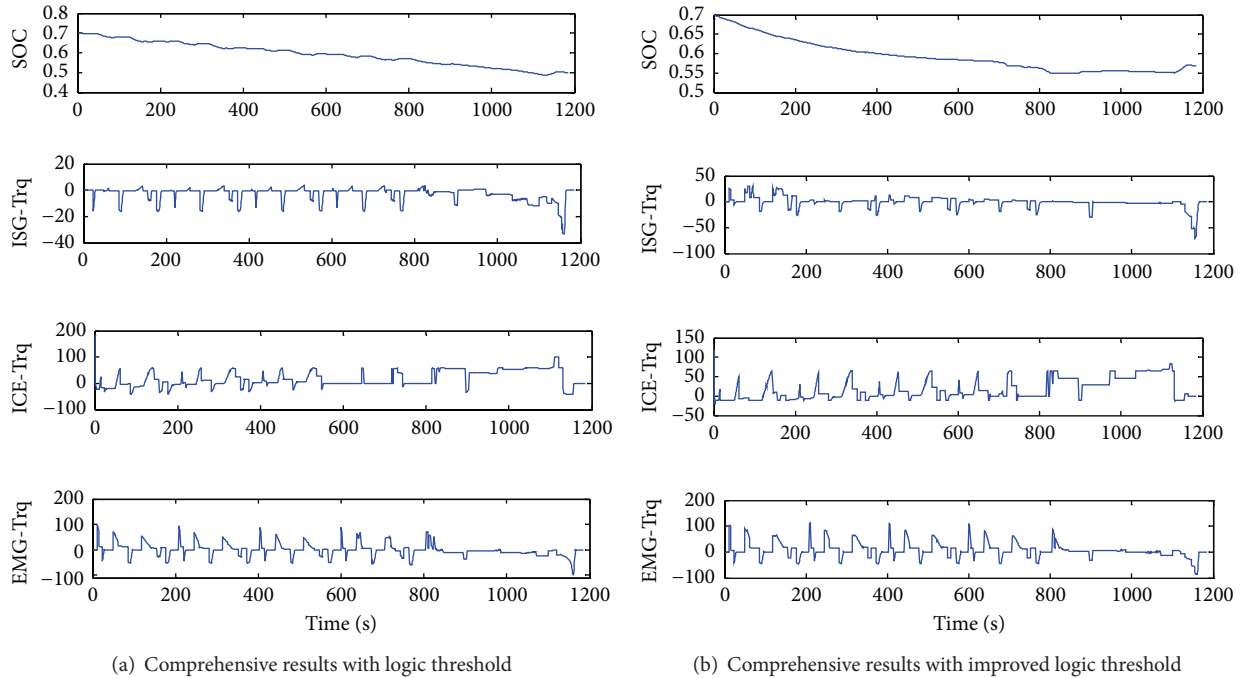 SOC
0.8
0.7
0.6
0.5
0.4
0 200 400 600 800 1000 1200
ISG-Trq
20
0
−20
−40
0 200 400 600 800 1000 1200
ICE-Trq
200
100
0
−100
0 200 400 600 800 1000 1200
EMG-Trq
200
100
0
−100
0 200 400 600 800 1000 1200
Time (s)
(a) Comprehensive results with logic threshold
SOC
0.7
0.65
0.6
0.55
0.5
0 200 400 600 800 1000 1200
ISG-Trq
50
0
−50
−100
0 200 400 600 800 1000 1200
ICE-Trq
150
100
50
0
−50
0 200 400 600 800 1000 1200
EMG-Trq
200
100
0
−100
0 200 400 600 800 1000 1200
Time (s)
(b) Comprehensive results with improved logic threshold